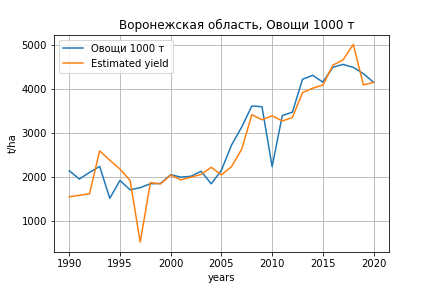 Воронежская область, Овощи 1000 т
Овощи 1000 т
Estimated yield
5000
4000
3000
2000
1000
t/ha
1990 1995 2000 2005 2010 2015 2020
years